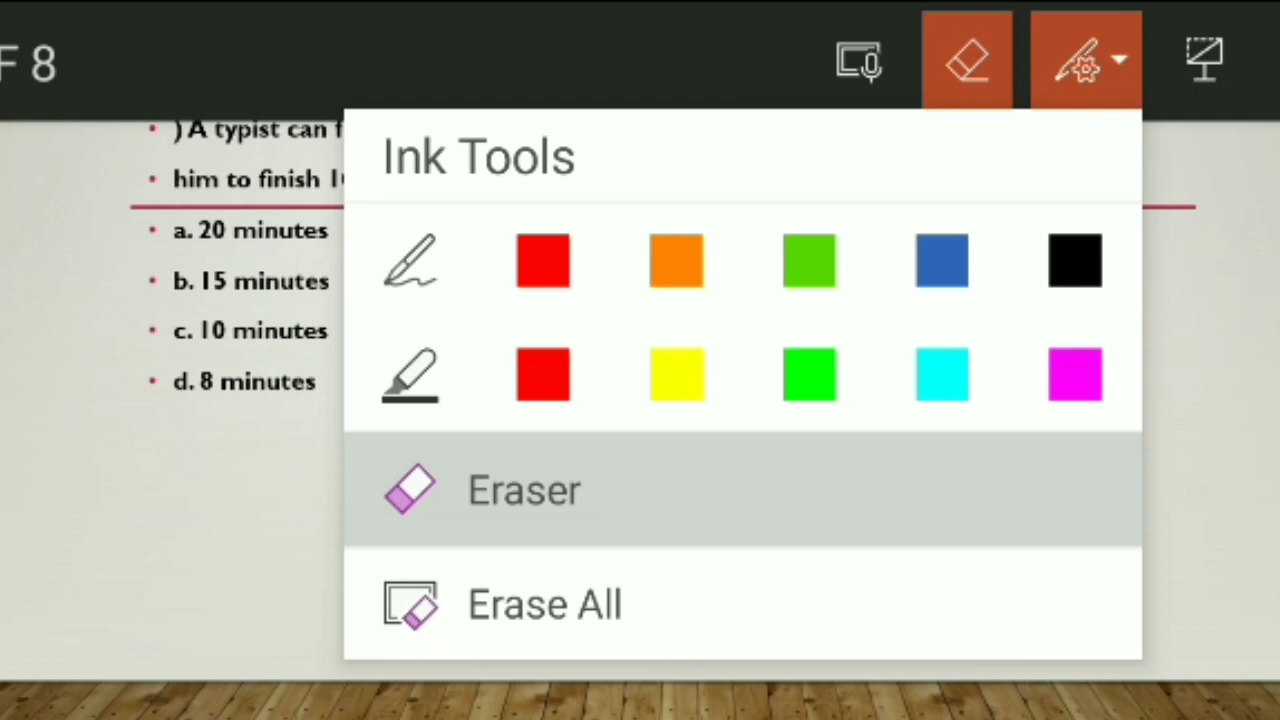 F 8
) A typist can f
him to finish 1
a. 20 minutes
b. 15 minutes
c. 10 minutes
d. 8 minutes
Ink Tools
Eraser
Erase All